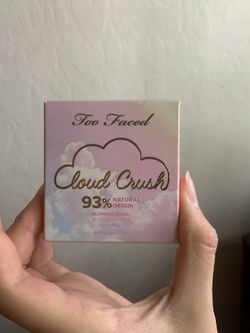 Too Faced
Cloud Crush
93% NATURAL
ORIGIN
BLURRING BLUSH